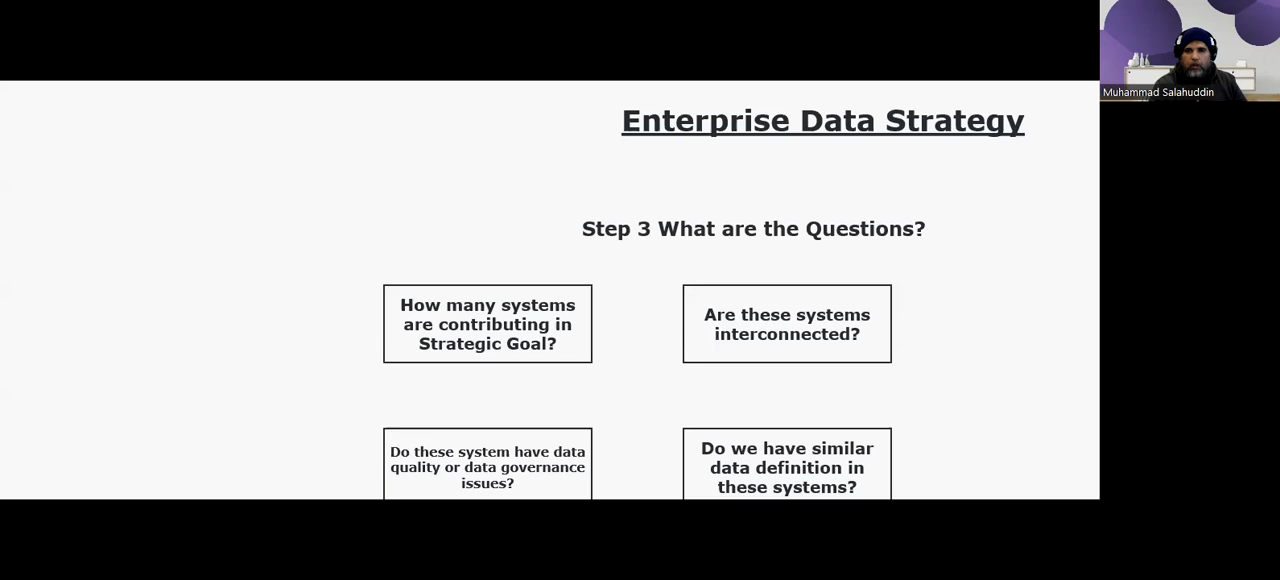 Muhammad Salahuddin
Enterprise Data Strategy
Step 3 What are the Questions?
How many systems
are contributing in
Strategic Goal?
Are these systems
interconnected?
Do these system have data
quality or data governance
issues?
Do we have similar
data definition in
these systems?